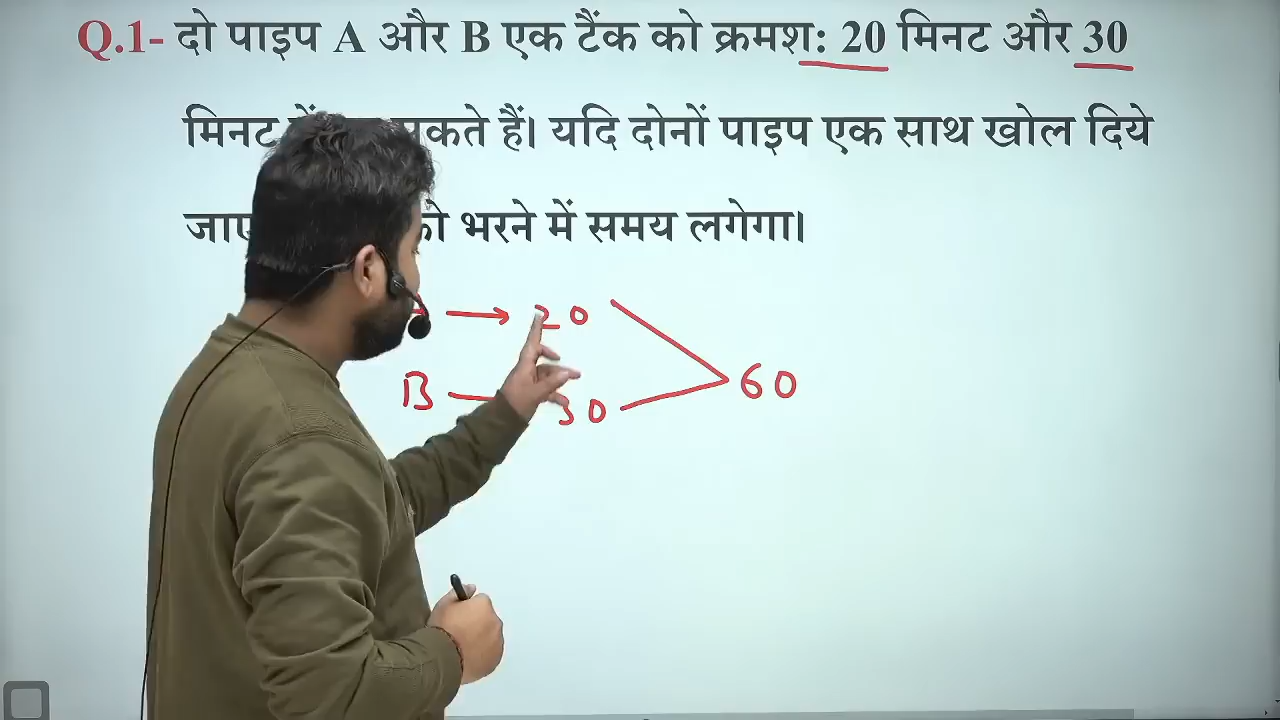 Q.1- दो पाइप A और B एक टैंक को क्रमश: 20 मिनट और 30
मिनट सकते हैं। यदि दोनों पाइप एक साथ खोल दिये
भरने में समय लगेगा।
20
B 30
60